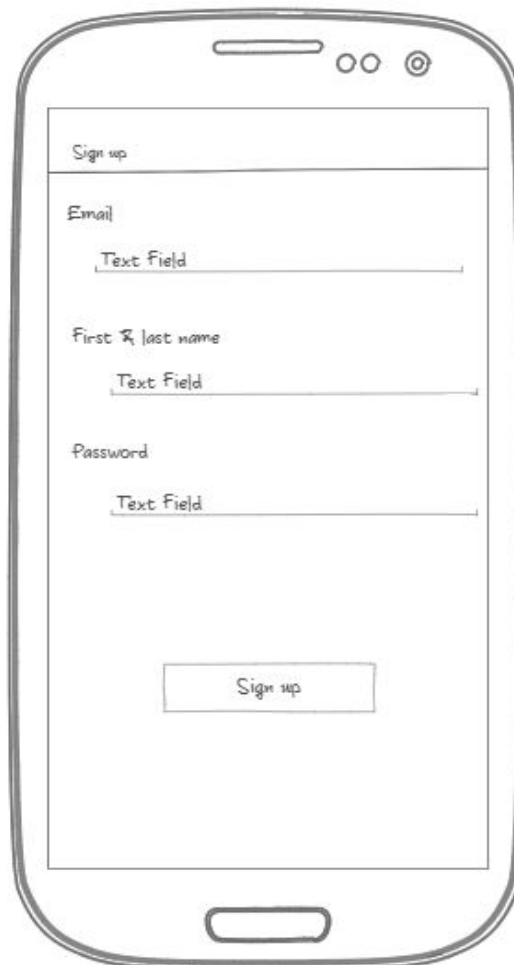 Sign up
Email
Text Field
First & last name
Text Field
Password
Text Field
Sign up